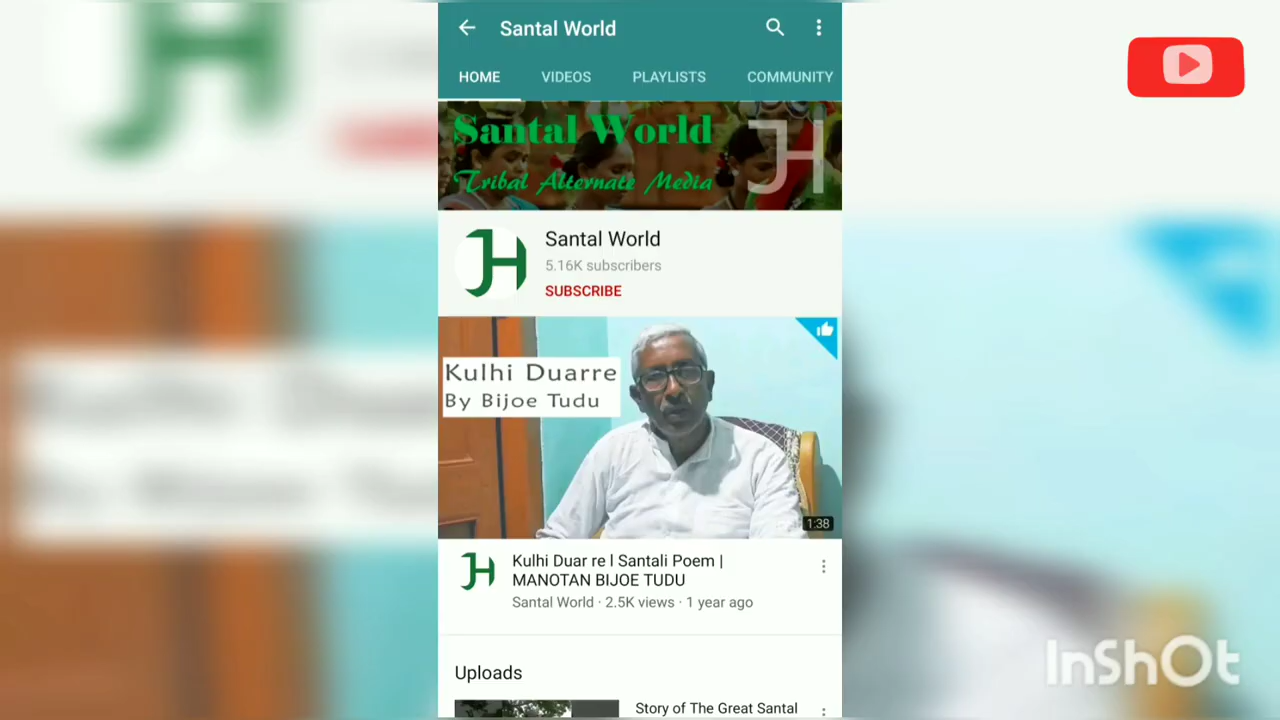 Santal World
HOME VIDEOS PLAYLISTS COMMUNITY
Santal World
Tribal Alternate Media
JH
JH
Santal World
5.16K subscribers
SUBSCRIBE
Kulhi Duarre
By Bijoe Tudu
1:38
JH
Kulhi Duar re l Santali Poem |
MANOTAN BIJOE TUDU
Santal World · 2.5K views · 1 year ago
Uploads
Story of The Great Santal
InShOt